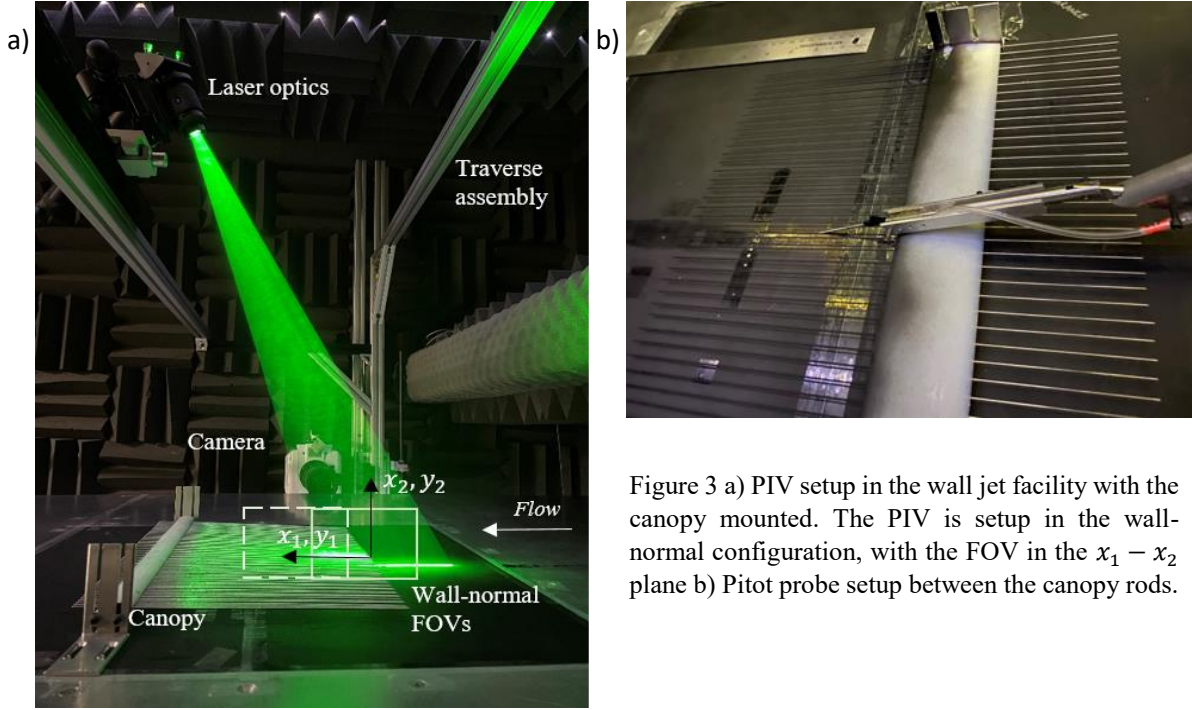 a)
Laser optics
Traverse
assembly
Camera
x₂, y₂
Flow
x₁, y₁
Wall-normal
FOVs
Canopy
b)
Figure 3 a) PIV setup in the wall jet facility with the
canopy mounted. The PIV is setup in the wall-
normal configuration, with the FOV in the x₁ − x₂
plane b) Pitot probe setup between the canopy rods.